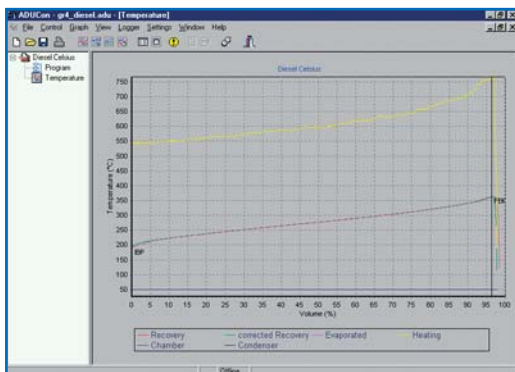 ADUCon - gr4_diesel.adu - [Temperature]
File Control Graph View Logger Settings Window Help
Diesel Celsius
Program
Temperature
Diesel Celsius
750
700
650
600
550
500
450
400
350
300
250
200
150
100
50
Temperature (°C)
IBP
0 5 10 15 20 25 30 35 40 45 50 55 60 65 70 75 80 85 90 95 100
Volume (%)
Recovery corrected Recovery Evaporated Heating
Chamber Condenser
Offline